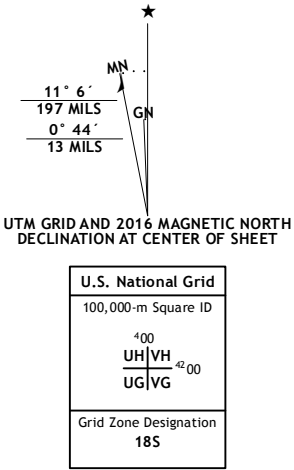 ★
MN
GN
11° 6´
197 MILS
0° 44´
13 MILS
UTM GRID AND 2016 MAGNETIC NORTH
DECLINATION AT CENTER OF SHEET
U.S. National Grid
100,000-m Square ID
⁴00
UH VH
⁴²00
UG VG
Grid Zone Designation
18S